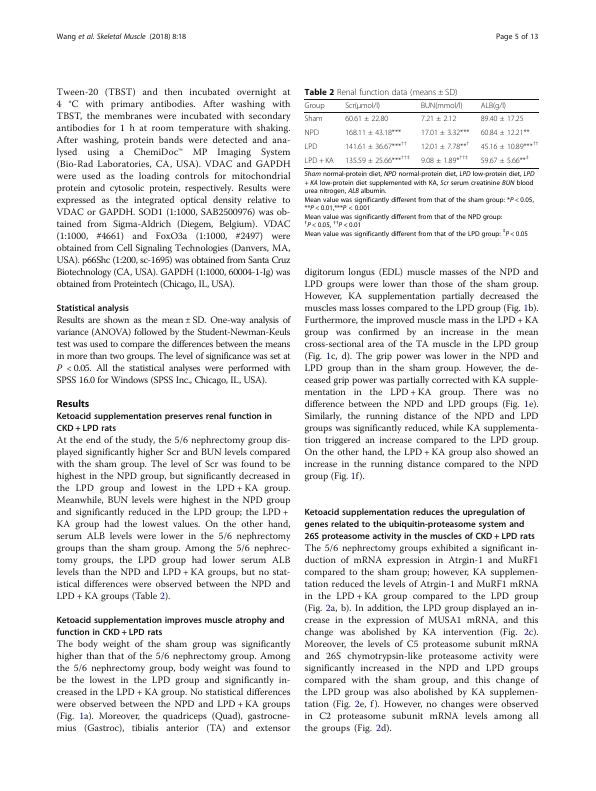 Wang et al. Skeletal Muscle (2018) 8:18
Page 5 of 13
Tween-20 (TBST) and then incubated overnight at
4 °C with primary antibodies. After washing with
TBST, the membranes were incubated with secondary
antibodies for 1 h at room temperature with shaking.
After washing, protein bands were detected and ana-
lysed using a ChemiDoc™ MP Imaging System
(Bio-Rad Laboratories, CA, USA). VDAC and GAPDH
were used as the loading controls for mitochondrial
protein and cytosolic protein, respectively. Results were
expressed as the integrated optical density relative to
VDAC or GAPDH. SOD1 (1:1000, SAB2500976) was ob-
tained from Sigma-Aldrich (Diegem, Belgium). VDAC
(1:1000, #4661) and FoxO3a (1:1000, #2497) were
obtained from Cell Signaling Technologies (Danvers, MA,
USA). p66Shc (1:200, sc-1695) was obtained from Santa Cruz
Biotechnology (CA, USA). GAPDH (1:1000, 60004-1-Ig) was
obtained from Proteintech (Chicago, IL, USA).
Statistical analysis
Results are shown as the mean ± SD. One-way analysis of
variance (ANOVA) followed by the Student-Newman-Keuls
test was used to compare the differences between the means
in more than two groups. The level of significance was set at
P < 0.05. All the statistical analyses were performed with
SPSS 16.0 for Windows (SPSS Inc., Chicago, IL, USA).
Results
Ketoacid supplementation preserves renal function in
CKD + LPD rats
At the end of the study, the 5/6 nephrectomy group dis-
played significantly higher Scr and BUN levels compared
with the sham group. The level of Scr was found to be
highest in the NPD group, but significantly decreased in
the LPD group and lowest in the LPD + KA group.
Meanwhile, BUN levels were highest in the NPD group
and significantly reduced in the LPD group; the LPD +
KA group had the lowest values. On the other hand,
serum ALB levels were lower in the 5/6 nephrectomy
groups than the sham group. Among the 5/6 nephrec-
tomy groups, the LPD group had lower serum ALB
levels than the NPD and LPD + KA groups, but no stat-
istical differences were observed between the NPD and
LPD + KA groups (Table 2).
Ketoacid supplementation improves muscle atrophy and
function in CKD + LPD rats
The body weight of the sham group was significantly
higher than that of the 5/6 nephrectomy group. Among
the 5/6 nephrectomy group, body weight was found to
be the lowest in the LPD group and significantly in-
creased in the LPD + KA group. No statistical differences
were observed between the NPD and LPD + KA groups
(Fig. 1a). Moreover, the quadriceps (Quad), gastrocne-
mius (Gastroc), tibialis anterior (TA) and extensor
Table 2 Renal function data (means ± SD)
Group Scr(μmol/l) BUN(mmol/l) ALB(g/l)
Sham 60.61 ± 22.80 7.21 ± 2.12 89.40 ± 17.25
NPD 168.11 ± 43.18*** 17.01 ± 3.32*** 60.84 ± 12.21**
LPD 141.61 ± 36.67***†† 12.01 ± 7.78**† 45.16 ± 10.89***††
LPD + KA 135.59 ± 25.66***††‡ 9.08 ± 1.89*††‡ 59.67 ± 5.66**‡
Sham normal-protein diet, NPD normal-protein diet, LPD low-protein diet, LPD
+ KA low-protein diet supplemented with KA, Scr serum creatinine BUN blood
urea nitrogen, ALB albumin.
Mean value was significantly different from that of the sham group: *P < 0.05,
**P < 0.01,***P < 0.001
Mean value was significantly different from that of the NPD group:
†P < 0.05, ††P < 0.01
Mean value was significantly different from that of the LPD group: ‡P < 0.05
digitorum longus (EDL) muscle masses of the NPD and
LPD groups were lower than those of the sham group.
However, KA supplementation partially decreased the
muscles mass losses compared to the LPD group (Fig. 1b).
Furthermore, the improved muscle mass in the LPD + KA
group was confirmed by an increase in the mean
cross-sectional area of the TA muscle in the LPD group
(Fig. 1c, d). The grip power was lower in the NPD and
LPD group than in the sham group. However, the de-
ceased grip power was partially corrected with KA supple-
mentation in the LPD + KA group. There was no
difference between the NPD and LPD groups (Fig. 1e).
Similarly, the running distance of the NPD and LPD
groups was significantly reduced, while KA supplementa-
tion triggered an increase compared to the LPD group.
On the other hand, the LPD + KA group also showed an
increase in the running distance compared to the NPD
group (Fig. 1f).
Ketoacid supplementation reduces the upregulation of
genes related to the ubiquitin-proteasome system and
26S proteasome activity in the muscles of CKD + LPD rats
The 5/6 nephrectomy groups exhibited a significant in-
duction of mRNA expression in Atrgin-1 and MuRF1
compared to the sham group; however, KA supplemen-
tation reduced the levels of Atrgin-1 and MuRF1 mRNA
in the LPD + KA group compared to the LPD group
(Fig. 2a, b). In addition, the LPD group displayed an in-
crease in the expression of MUSA1 mRNA, and this
change was abolished by KA intervention (Fig. 2c).
Moreover, the levels of C5 proteasome subunit mRNA
and 26S chymotrypsin-like proteasome activity were
significantly increased in the NPD and LPD groups
compared with the sham group, and this change of
the LPD group was also abolished by KA supplemen-
tation (Fig. 2e, f). However, no changes were observed
in C2 proteasome subunit mRNA levels among all
the groups (Fig. 2d).